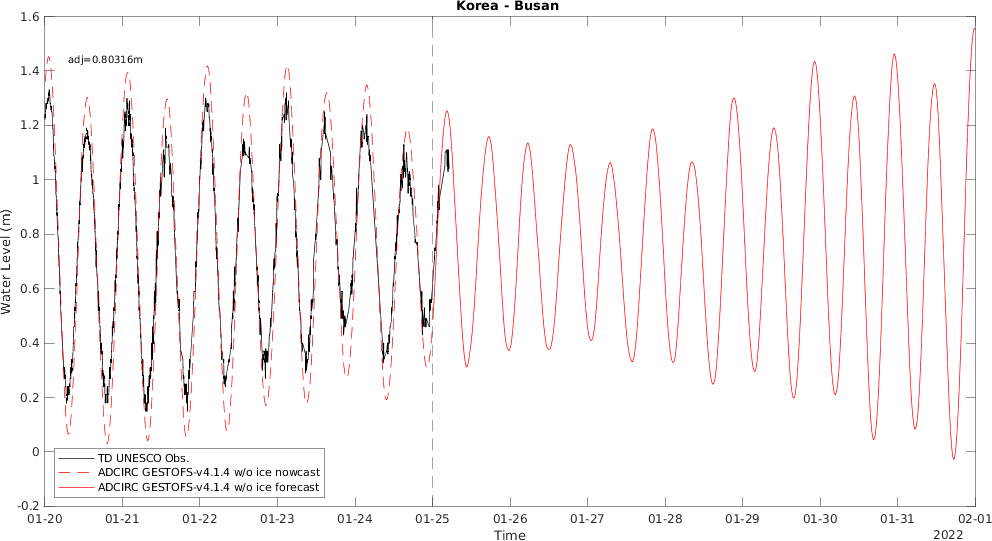 Korea - Busan
1.6
1.4
1.2
1
0.8
0.6
0.4
0.2
0
-0.2
Water Level (m)
adj=0.80316m
TD UNESCO Obs.
ADCIRC GESTOFS-v4.1.4 w/o ice nowcast
ADCIRC GESTOFS-v4.1.4 w/o ice forecast
01-20 01-21 01-22 01-23 01-24 01-25 01-26 01-27 01-28 01-29 01-30 01-31 02-01
Time
2022